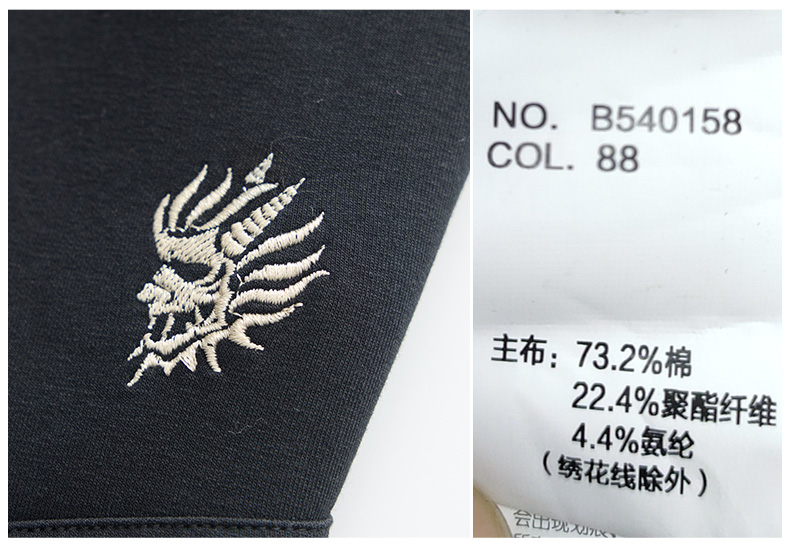 NO. B540158
COL. 88
主布：73.2%棉
22.4%聚酯纤维
4.4%氨纶
（绣花线除外）